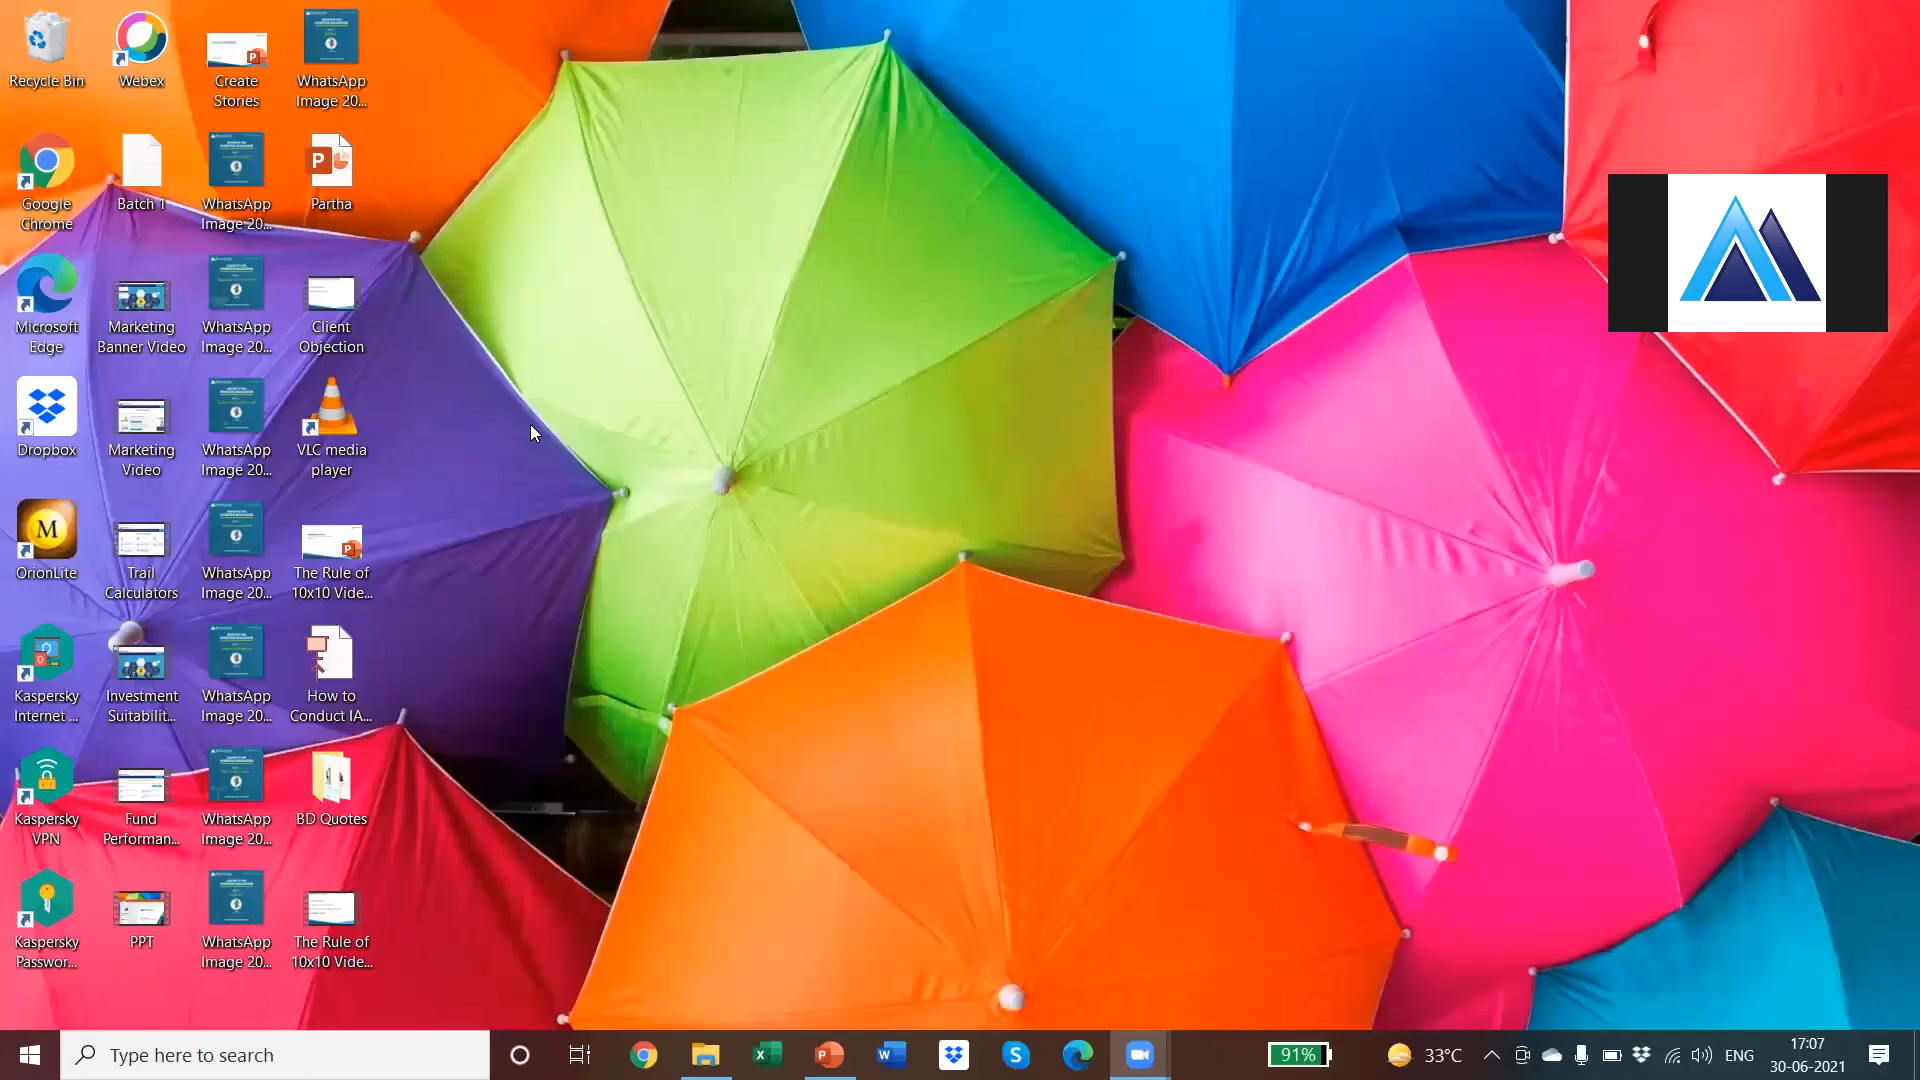 Recycle Bin
Webex
Create
Stories
WhatsApp
Image 20...
Google
Chrome
Batch 1
WhatsApp
Image 20...
Partha
Microsoft
Edge
Marketing
Banner Video
WhatsApp
Image 20...
Client
Objection
Dropbox
Marketing
Video
WhatsApp
Image 20...
VLC media
player
OrionLite
Trail
Calculators
WhatsApp
Image 20...
The Rule of
10x10 Vide...
Kaspersky
Internet ...
Investment
Suitabilit...
WhatsApp
Image 20...
How to
Conduct IA...
Kaspersky
VPN
Fund
Performan...
WhatsApp
Image 20...
BD Quotes
Kaspersky
Passwor...
PPT
WhatsApp
Image 20...
The Rule of
10x10 Vide...
Type here to search
91%
33°C
ENG
17:07
30-06-2021